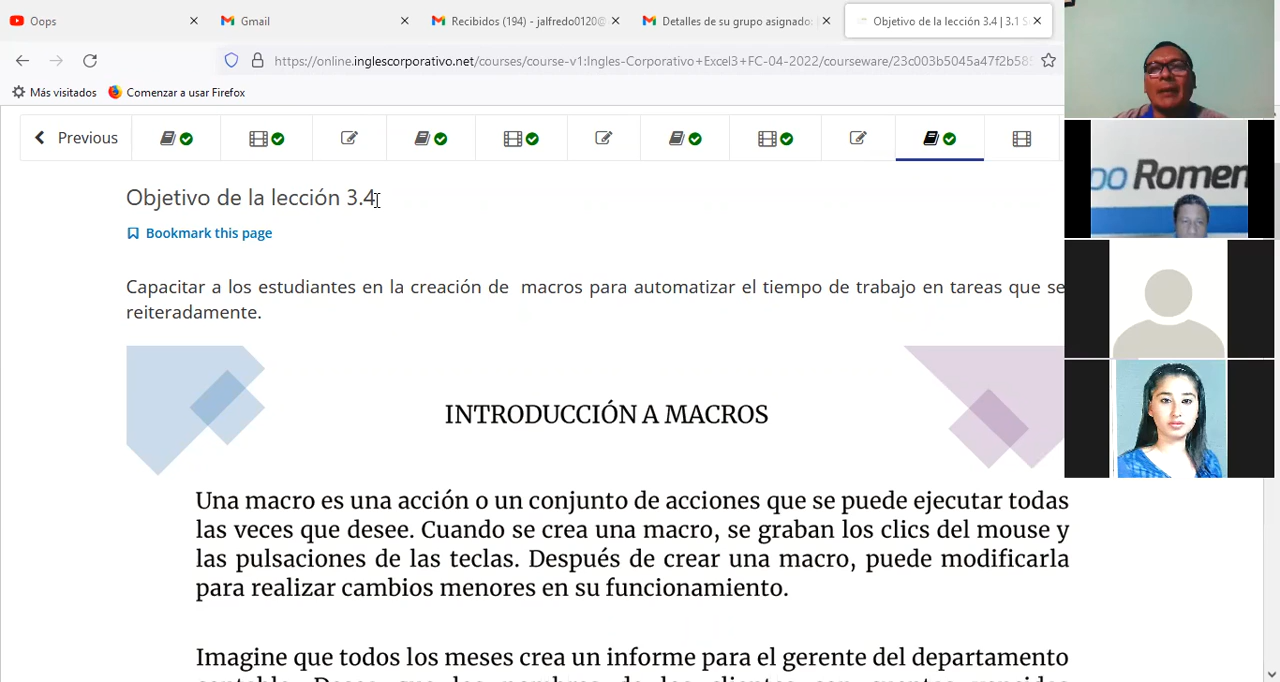 Oops
Gmail
Recibidos (194) - jalfredo0120@
Detalles de su grupo asignado:
Objetivo de la lección 3.4 | 3.1 S
https://online.inglescorporativo.net/courses/course-v1:Ingles-Corporativo+Excel3+FC-04-2022/courseware/23c003b5045a47f2b58
Más visitados
Comenzar a usar Firefox
Previous
Objetivo de la lección 3.4
Bookmark this page
Capacitar a los estudiantes en la creación de macros para automatizar el tiempo de trabajo en tareas que se
reiteradamente.
INTRODUCCIÓN A MACROS
Una macro es una acción o un conjunto de acciones que se puede ejecutar todas
las veces que desee. Cuando se crea una macro, se graban los clics del mouse y
las pulsaciones de las teclas. Después de crear una macro, puede modificarla
para realizar cambios menores en su funcionamiento.
Imagine que todos los meses crea un informe para el gerente del departamento
po Romen